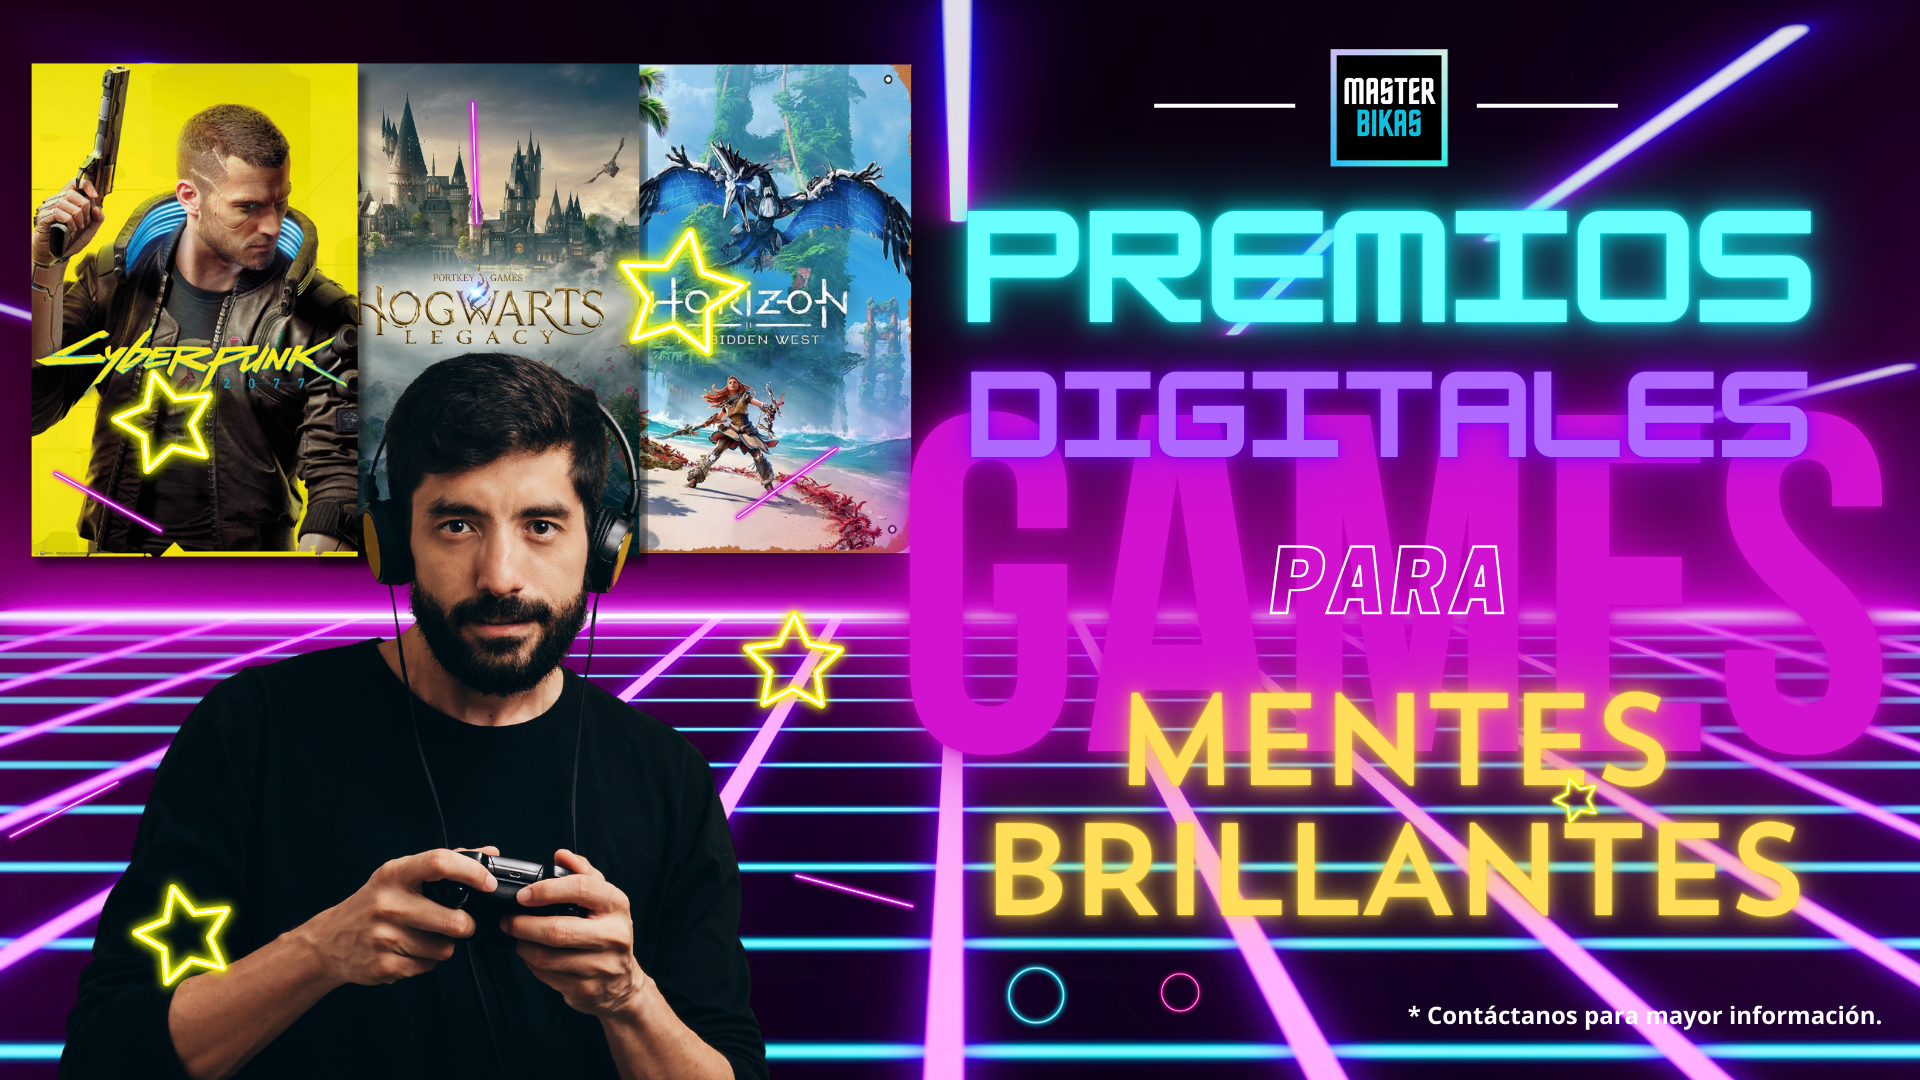 CYBERPUNK
2077
PORTKEY GAMES
HOGWARTS
LEGACY
HORIZON
FORBIDDEN WEST
MASTER
BIKAS
PREMIOS
DIGITALES
GAMES
PARA
MENTES
BRILLANTES
* Contáctanos para mayor información.